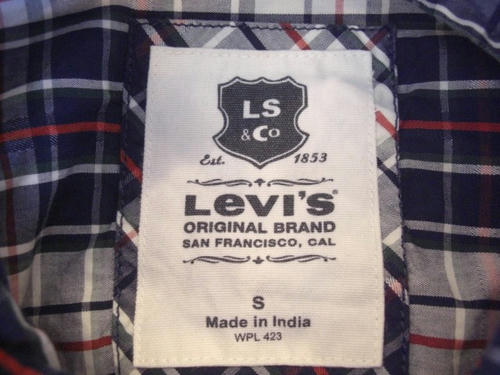 LS
& Co
Est. 1853
Levi's®
ORIGINAL BRAND
SAN FRANCISCO, CAL
S
Made in India
WPL 423